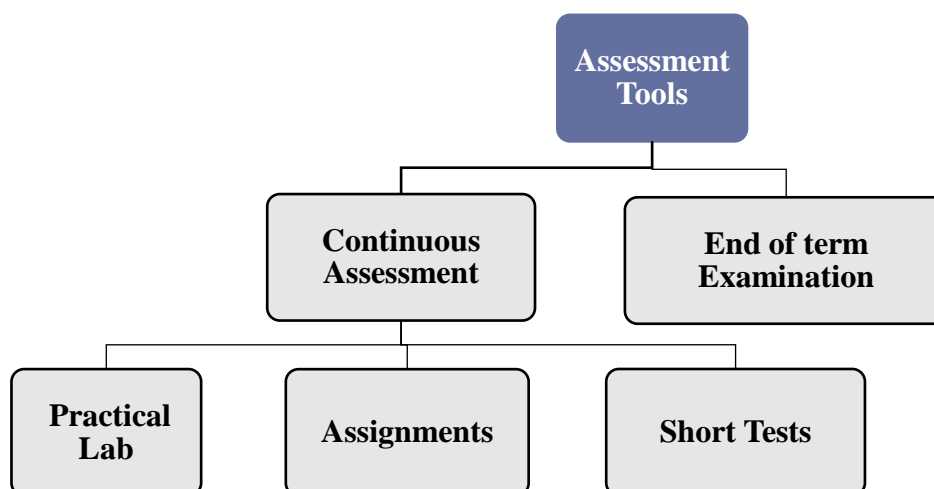 Assessment
Tools
Continuous
Assessment
End of term
Examination
Practical
Lab
Assignments
Short Tests